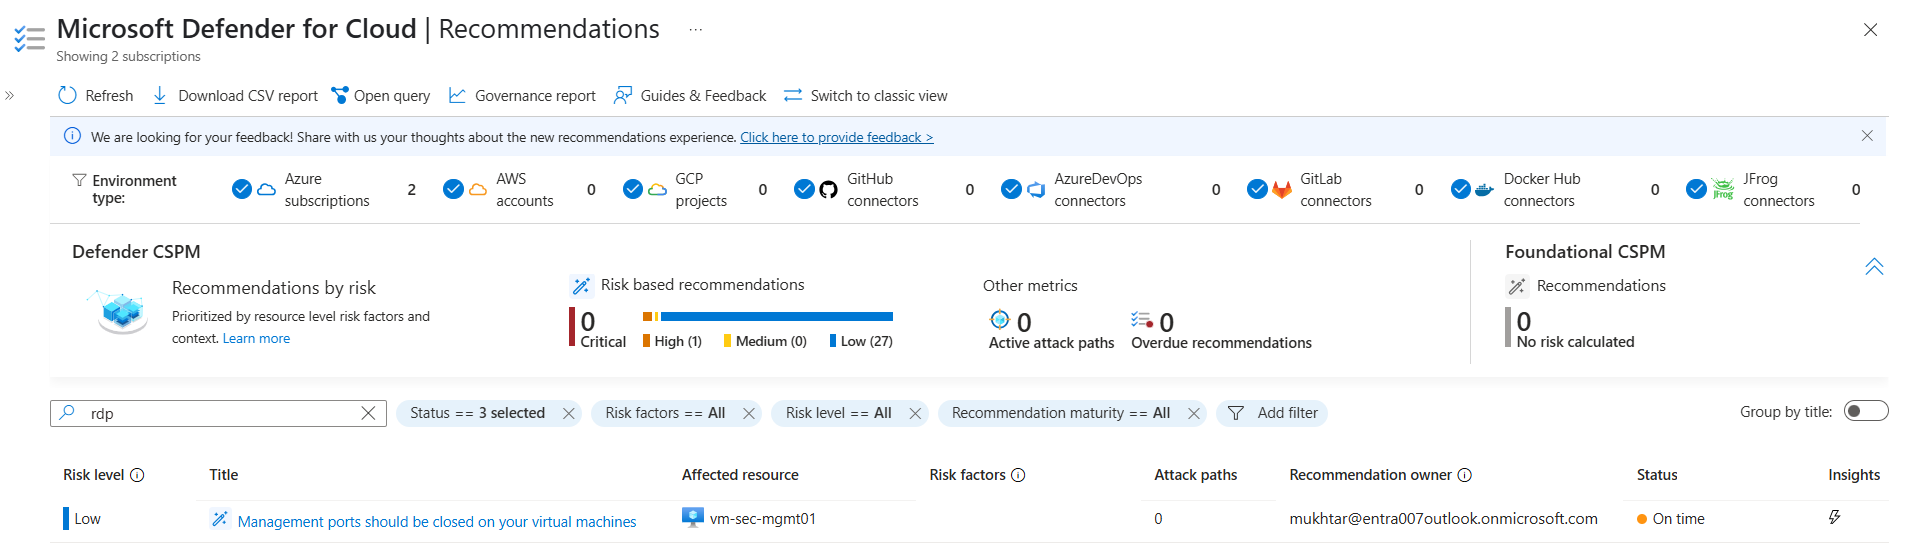 Microsoft Defender for Cloud | Recommendations ...
Showing 2 subscriptions
Refresh Download CSV report Open query Governance report Guides & Feedback Switch to classic view
We are looking for your feedback! Share with us your thoughts about the new recommendations experience. Click here to provide feedback >
Environment type:
Azure subscriptions 2
AWS accounts 0
GCP projects 0
GitHub connectors 0
AzureDevOps connectors 0
GitLab connectors 0
Docker Hub connectors 0
JFrog JFrog connectors 0
Defender CSPM
Recommendations by risk
Prioritized by resource level risk factors and
context. Learn more
Risk based recommendations
0
Critical
High (1) Medium (0) Low (27)
Other metrics
0
Active attack paths
0
Overdue recommendations
Foundational CSPM
Recommendations
0
No risk calculated
rdp
Status == 3 selected
Risk factors == All
Risk level == All
Recommendation maturity == All
Add filter
Group by title:
Risk level Title Affected resource Risk factors Attack paths Recommendation owner Status Insights
Low Management ports should be closed on your virtual machines vm-sec-mgmt01 0 mukhtar@entra007outlook.onmicrosoft.com On time